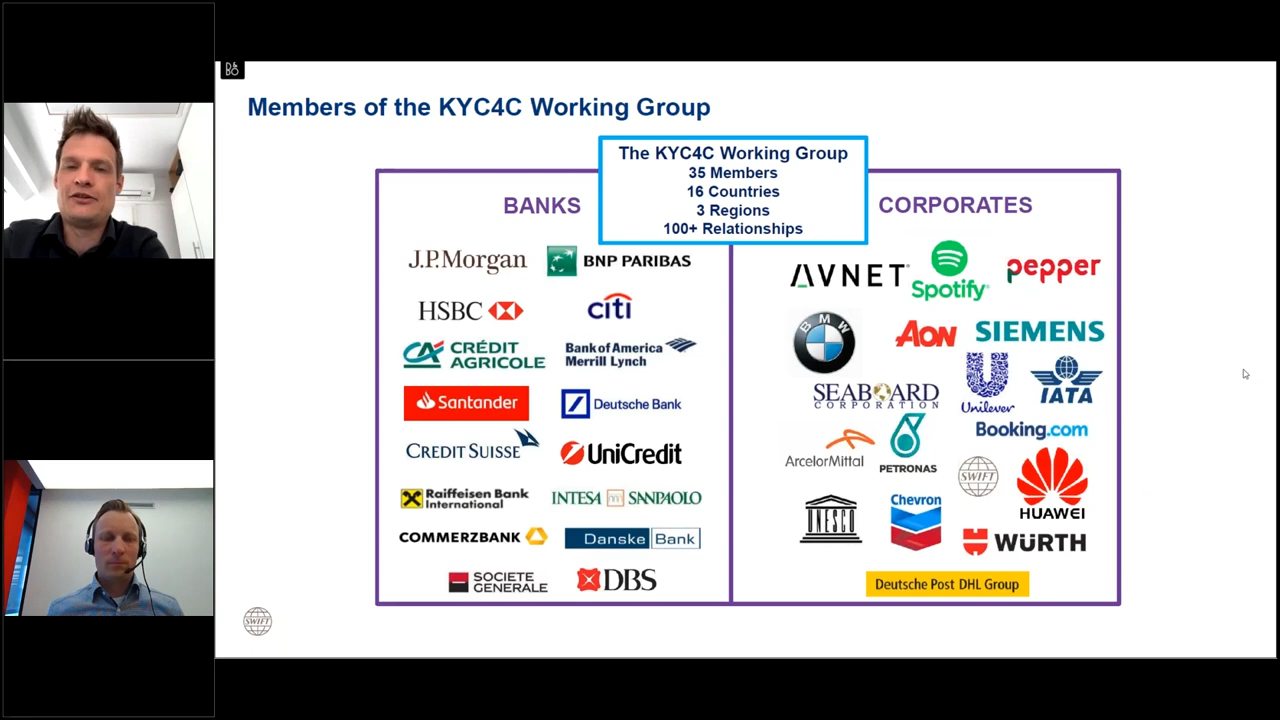 DEBO
Members of the KYC4C Working Group
The KYC4C Working Group
35 Members
16 Countries
3 Regions
100+ Relationships
BANKS
J.P.Morgan
BNP PARIBAS
HSBC
citi
CRÉDIT
AGRICOLE
Bank of America
Merrill Lynch
Santander
Deutsche Bank
CREDIT SUISSE
UniCredit
Raiffeisen Bank
International
INTESA m SANPAOLO
COMMERZBANK
Danske Bank
SOCIETE
GENERALE
DBS
CORPORATES
AVNET
Spotify
pepper
BMW
AON
SIEMENS
SEABOARD
CORPORATION
Unilever
IATA
ArcelorMittal
PETRONAS
Booking.com
SWIFT
HUAWEI
UNESCO
Chevron
WÜRTH
Deutsche Post DHL Group
SWIFT